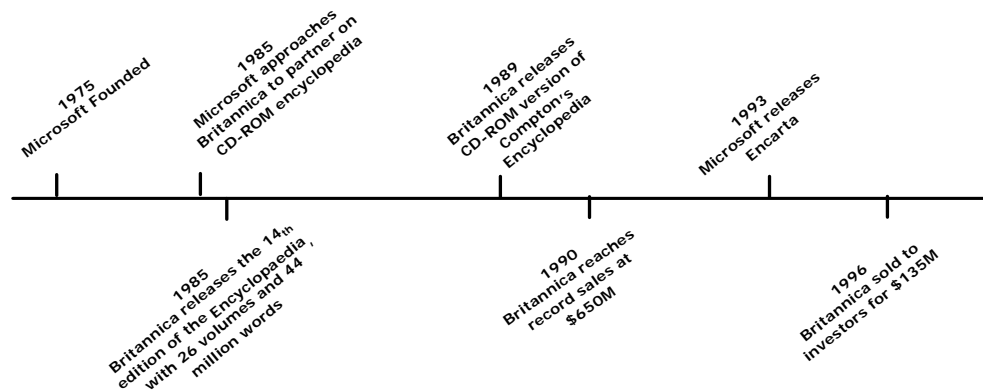 1975
Microsoft Founded
1985
Microsoft approaches
Britannica to partner on
CD-ROM encyclopedia
1989
Britannica releases
CD-ROM version of
Compton's
Encyclopedia
1993
Microsoft releases
Encarta
1985
Britannica releases the 14th
edition of the Encyclopaedia,
with 26 volumes and 44
million words
1990
Britannica reaches
record sales at
$650M
1996
Britannica sold to
investors for $135M